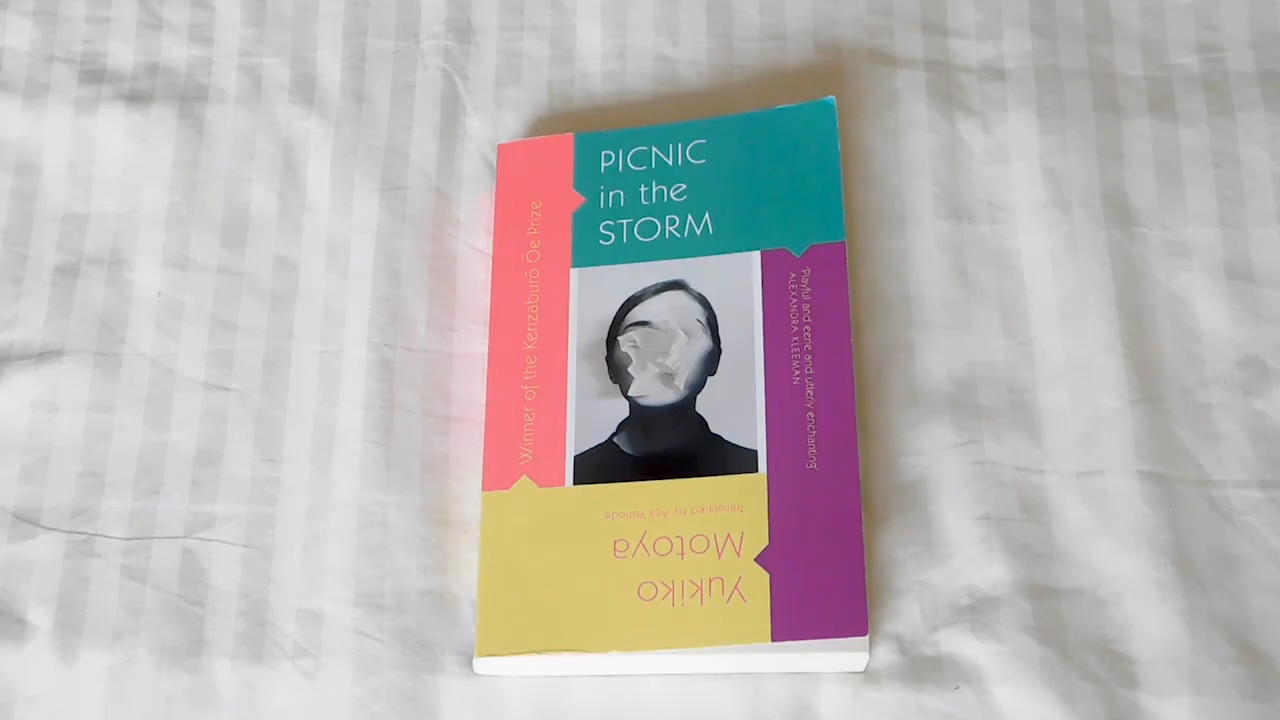 PICNIC
in the
STORM
Winner of the Kenzaburō Ōe Prize
'Playful and eerie and utterly enchanting'
ALEXANDRA KLEEMAN
Yukiko
Motoya
Translated by Asa Yoneda